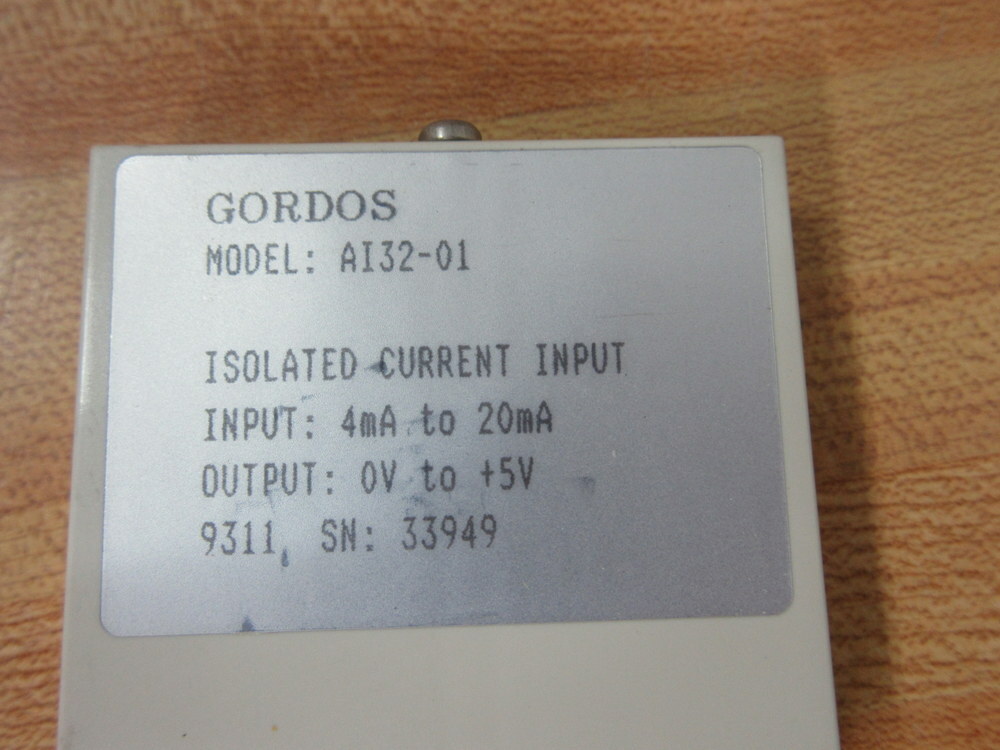 GORDOS
MODEL: AI32-01
ISOLATED CURRENT INPUT
INPUT: 4mA to 20mA
OUTPUT: 0V to +5V
9311, SN: 33949